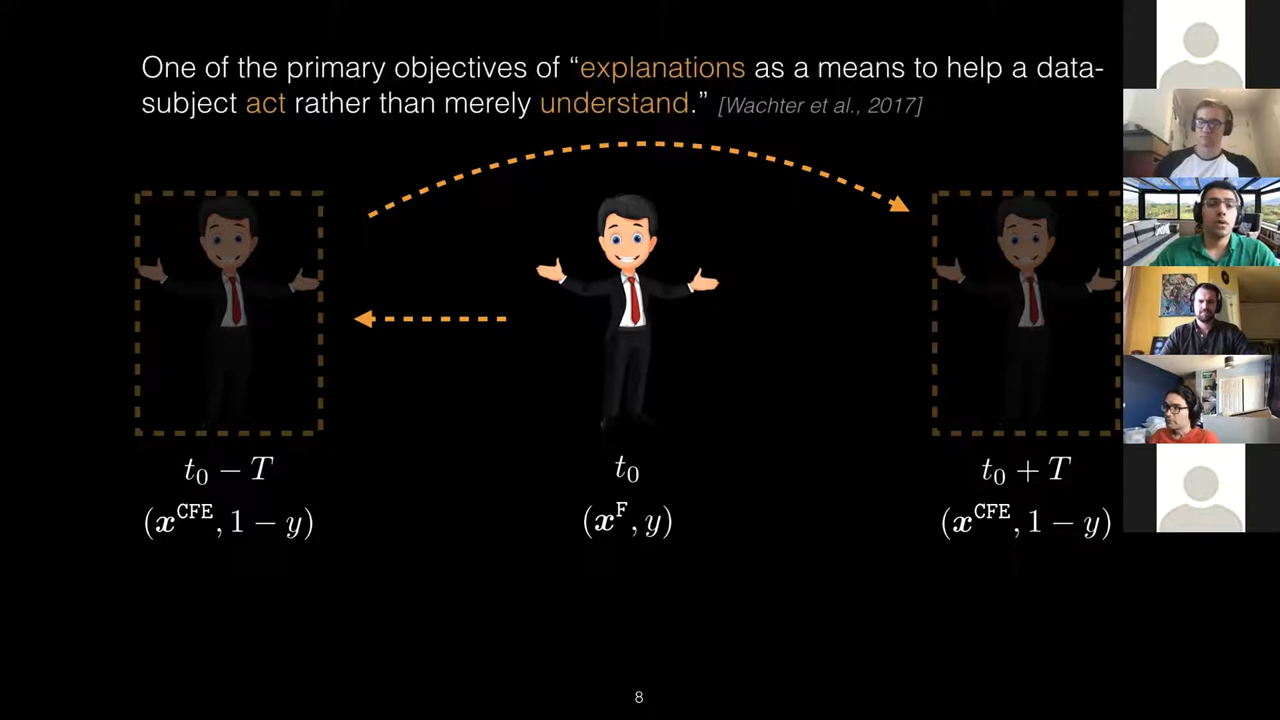 One of the primary objectives of “explanations as a means to help a data-
subject act rather than merely understand.” [Wachter et al., 2017]
t₀ − T
t₀
t₀ + T
(𝒙^CFE, 1 − y)
(𝒙^F, y)
(𝒙^CFE, 1 − y)
8